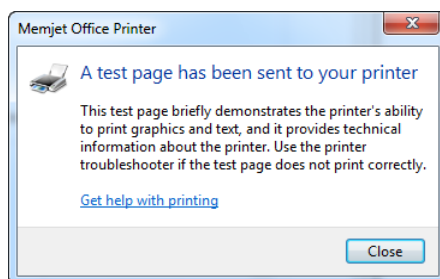 Memjet Office Printer
A test page has been sent to your printer
This test page briefly demonstrates the printer's ability
to print graphics and text, and it provides technical
information about the printer. Use the printer
troubleshooter if the test page does not print correctly.
Get help with printing
Close